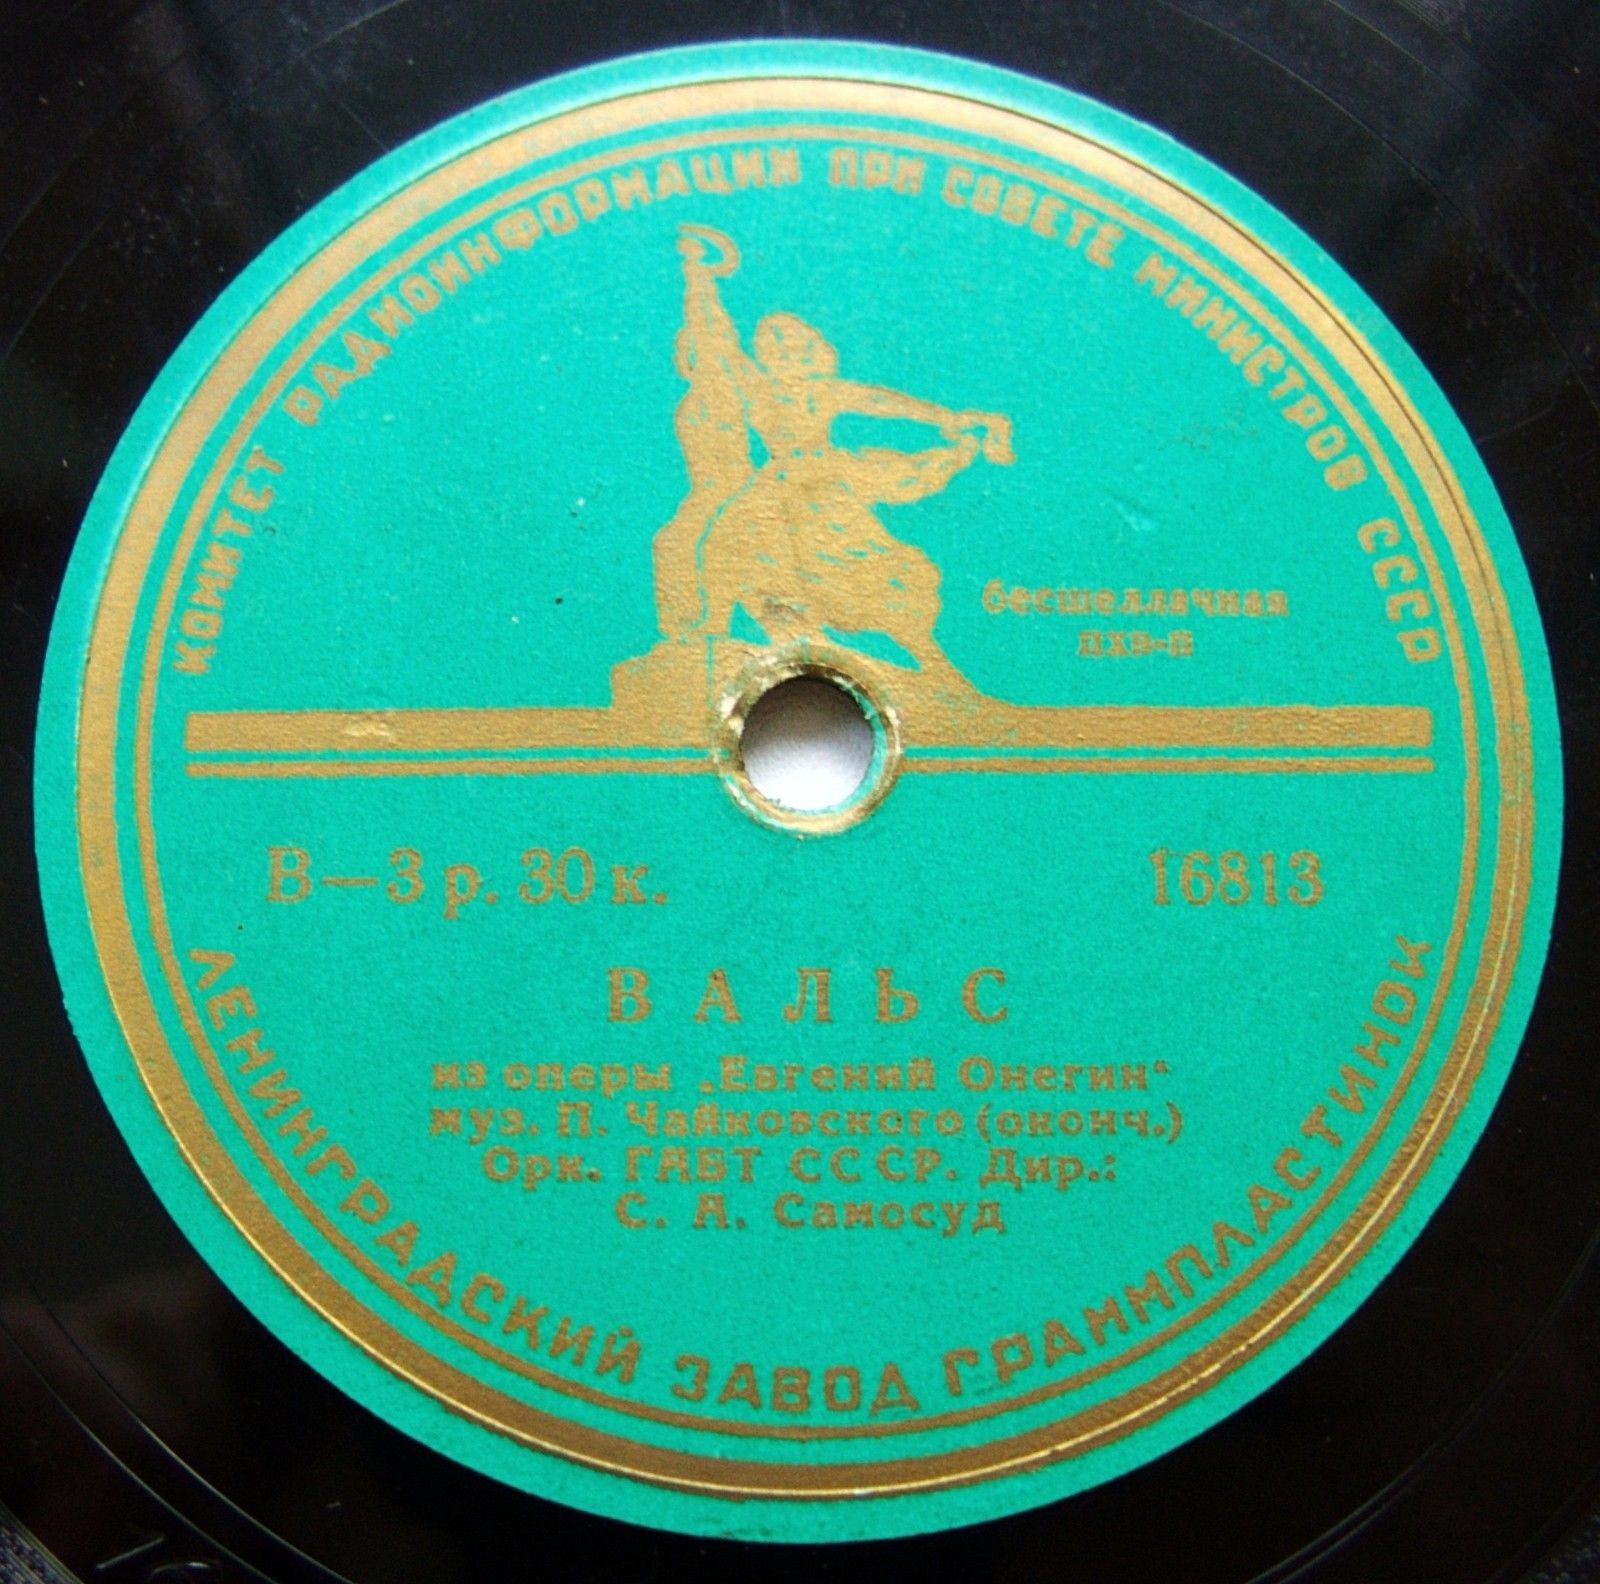 КОМИТЕТ РАДИОИНФОРМАЦИИ ПРИ СОВЕТЕ МИНИСТРОВ СССР
бесшеллачная
пхв-п
В—3 р. 30 к.
16813
ВАЛЬС
из оперы „Евгений Онегин“
муз. П. Чайковского (оконч.)
Орк. ГАБТ СССР. Дир.:
С. А. Самосуд
ЛЕНИНГРАДСКИЙ ЗАВОД ГРАММПЛАСТИНОК